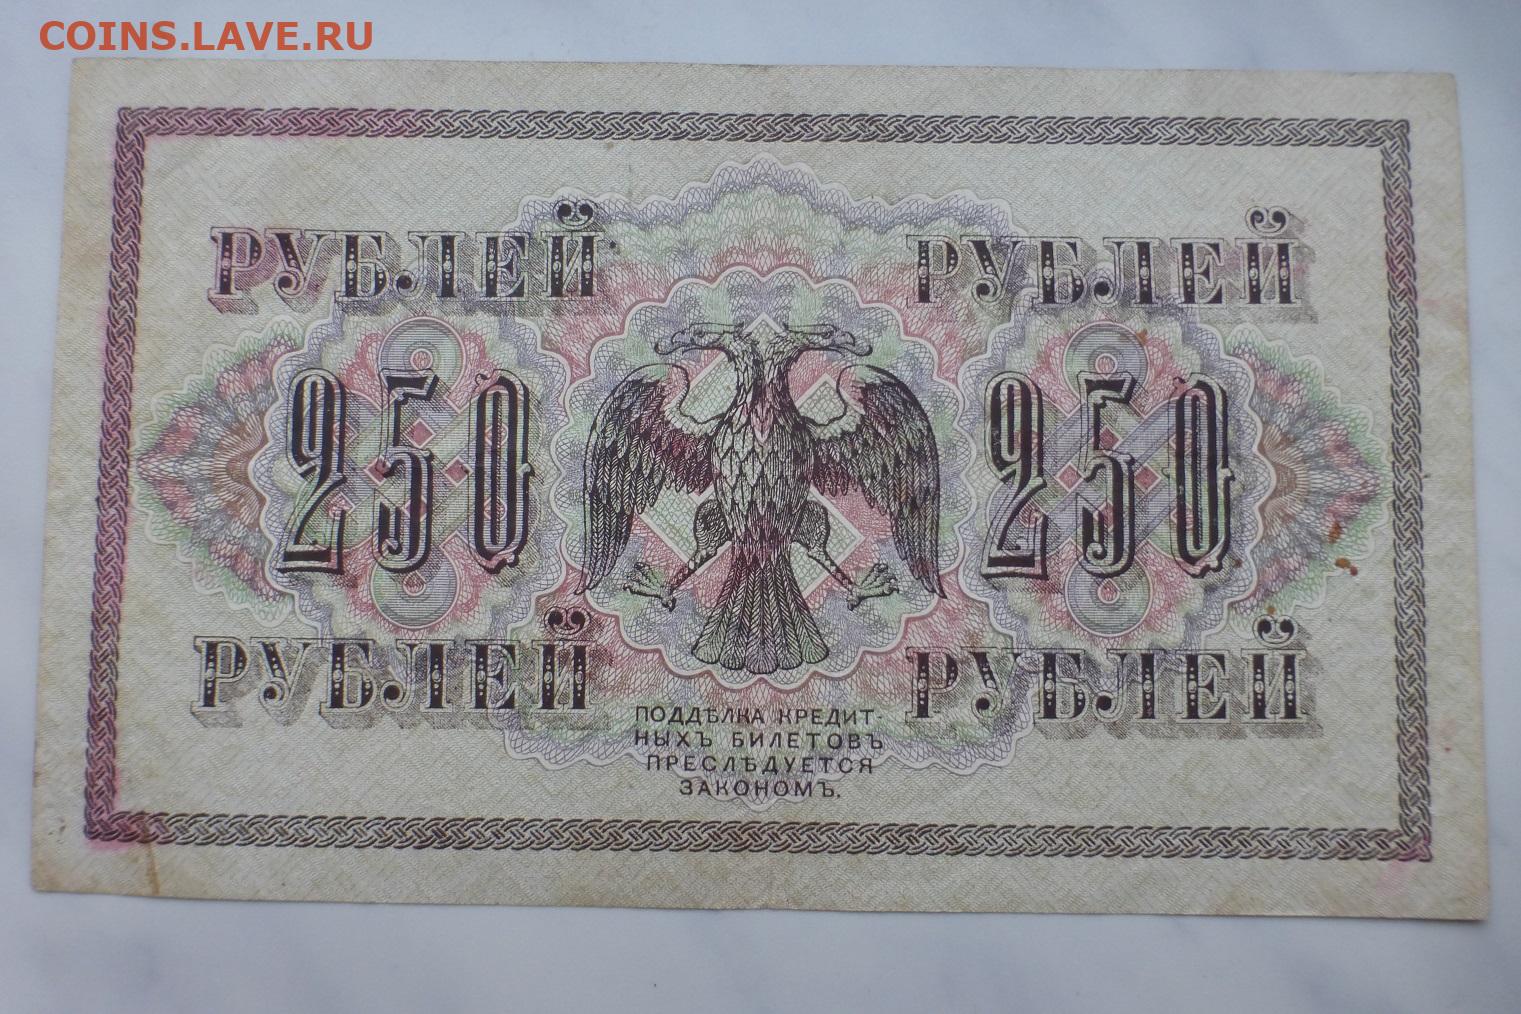 COINS.LAVE.RU
РУБЛЕЙ РУБЛЕЙ
250 250
РУБЛЕЙ РУБЛЕЙ
ПОДДѢЛКА КРЕДИТ-
НЫХЪ БИЛЕТОВЪ
ПРЕСЛѢДУЕТСЯ
ЗАКОНОМЪ.